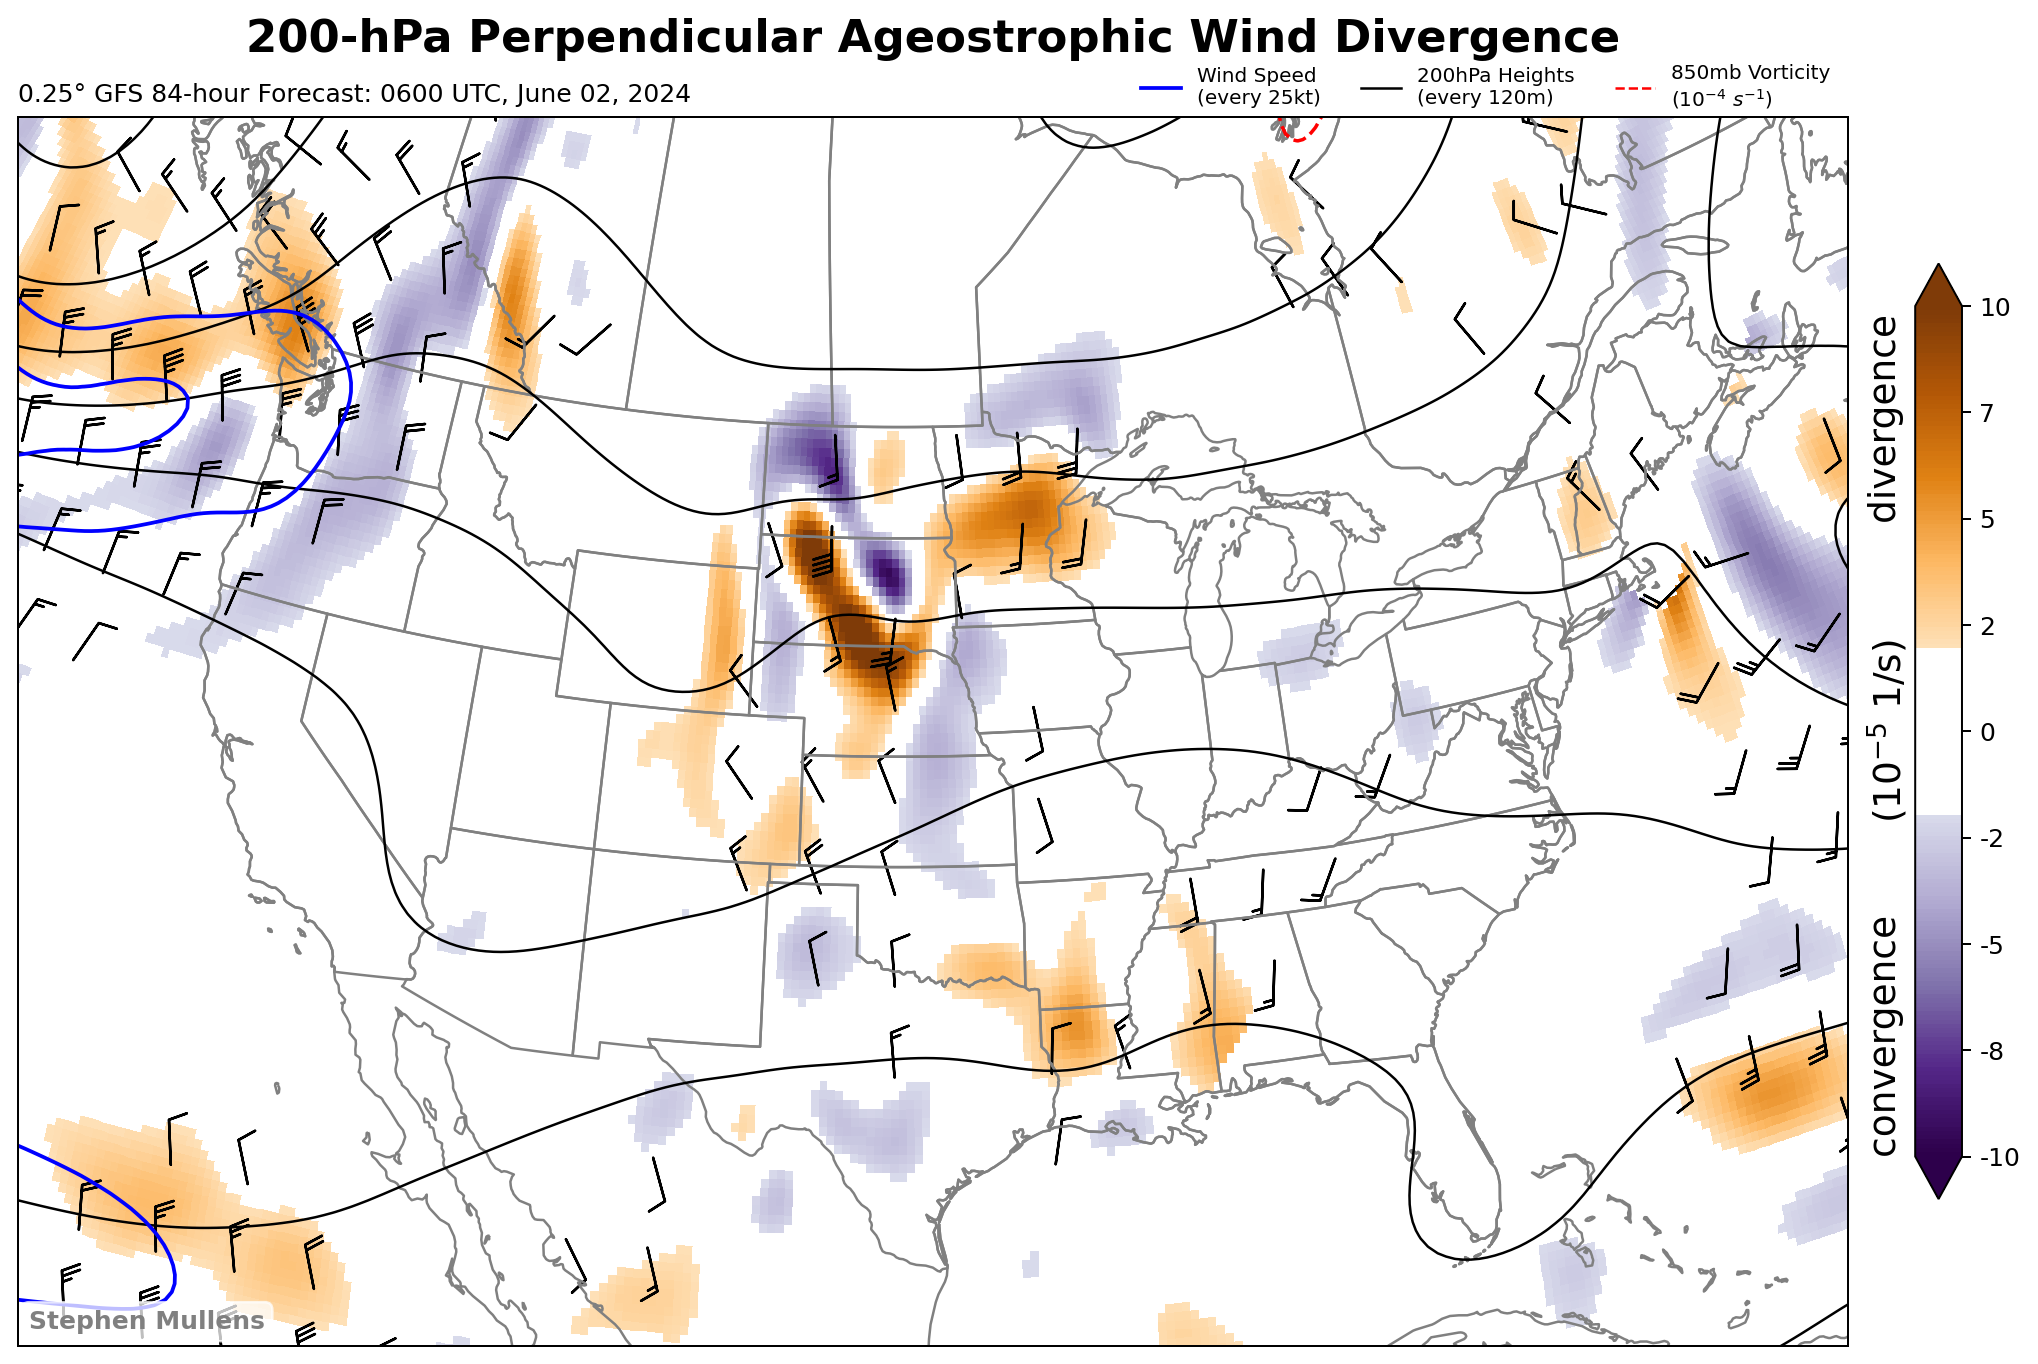 200-hPa Perpendicular Ageostrophic Wind Divergence
0.25° GFS 84-hour Forecast: 0600 UTC, June 02, 2024
Wind Speed
(every 25kt)
200hPa Heights
(every 120m)
850mb Vorticity
(10⁻⁴ s⁻¹)
10
7
5
2
0
-2
-5
-8
-10
convergence (10⁻⁵ 1/s) divergence
Stephen Mullens